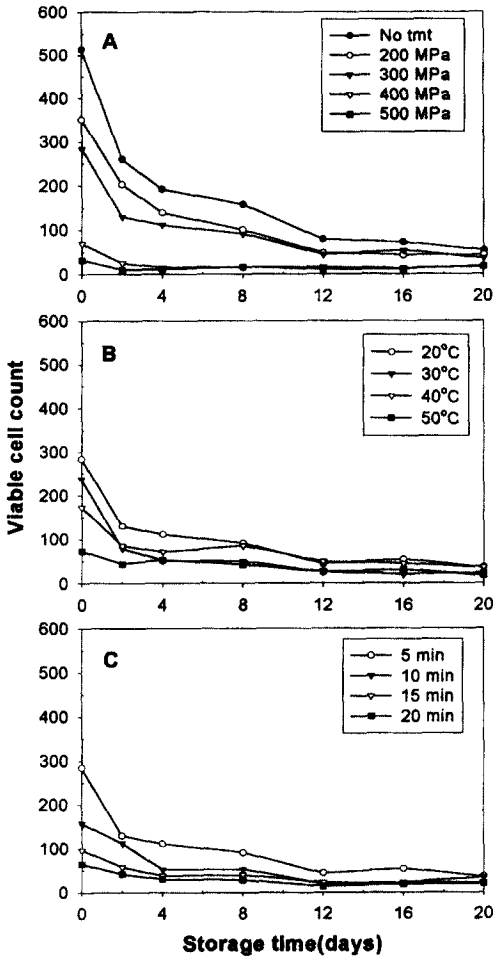 A
No tmt
200 MPa
300 MPa
400 MPa
500 MPa
600
500
400
300
200
100
0
0 4 8 12 16 20
B
20°C
30°C
40°C
50°C
600
500
400
300
200
100
0
0 4 8 12 16 20
Viable cell count
C
5 min
10 min
15 min
20 min
600
500
400
300
200
100
0
0 4 8 12 16 20
Storage time(days)